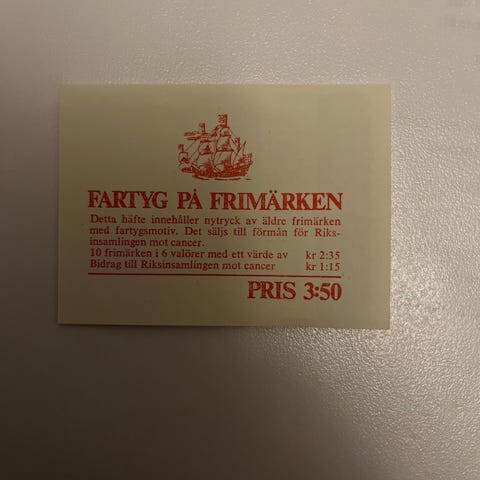 FARTYG PÅ FRIMÄRKEN
Detta häfte innehåller nytryck av äldre frimärken
med fartygsmotiv. Det säljs till förmån för Riks-
insamlingen mot cancer.
10 frimärken i 6 valörer med ett värde av kr 2:35
Bidrag till Riksinsamlingen mot cancer kr 1:15
PRIS 3:50